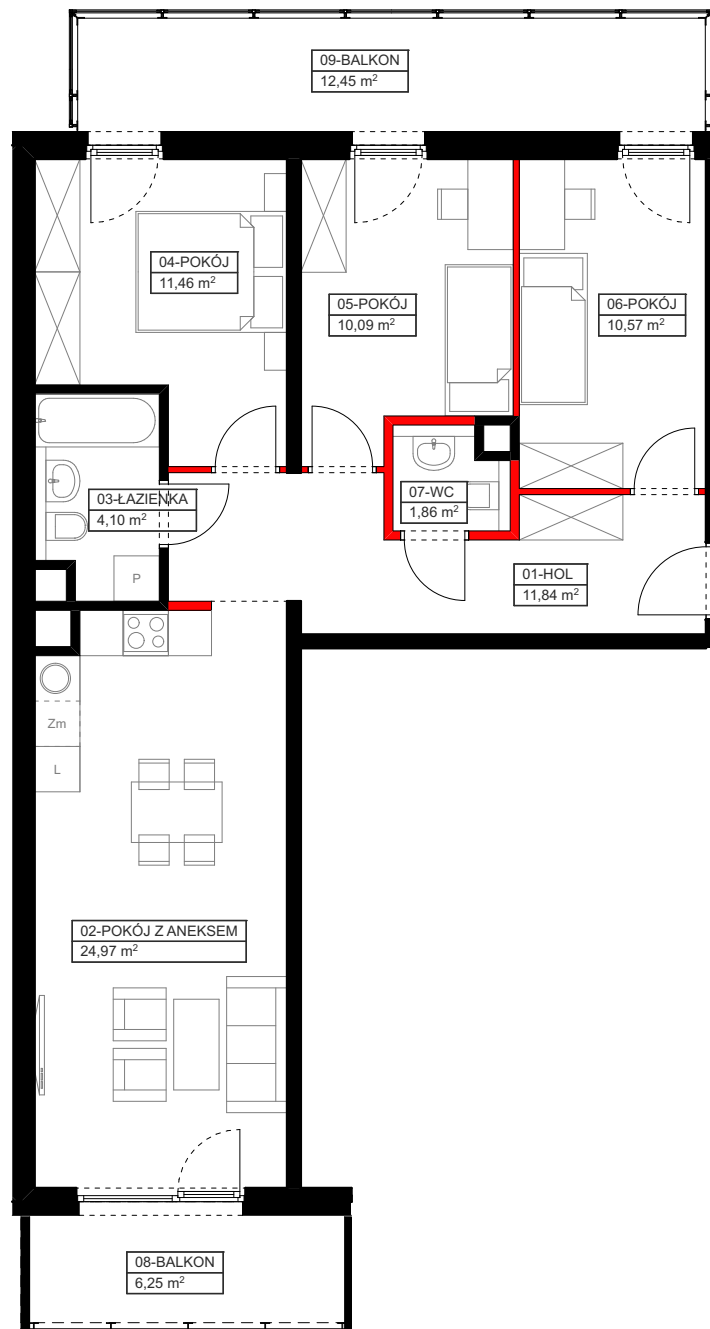 09-BALKON
12,45 m²
04-POKÓJ
11,46 m²
05-POKÓJ
10,09 m²
06-POKÓJ
10,57 m²
03-ŁAZIENKA
4,10 m²
07-WC
1,86 m²
P
01-HOL
11,84 m²
Zm
L
02-POKÓJ Z ANEKSEM
24,97 m²
08-BALKON
6,25 m²